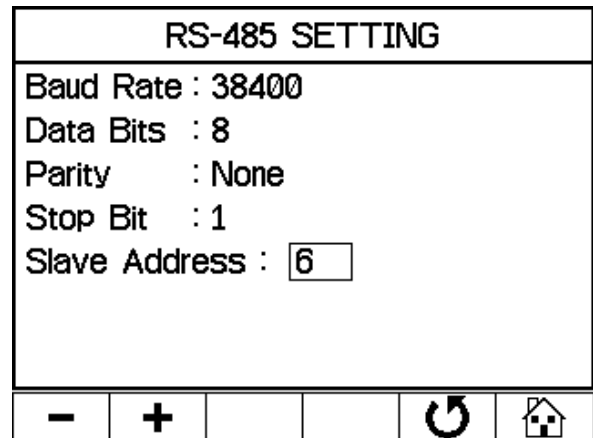 RS-485 SETTING
Baud Rate : 38400
Data Bits : 8
Parity : None
Stop Bit : 1
Slave Address : 6
- +